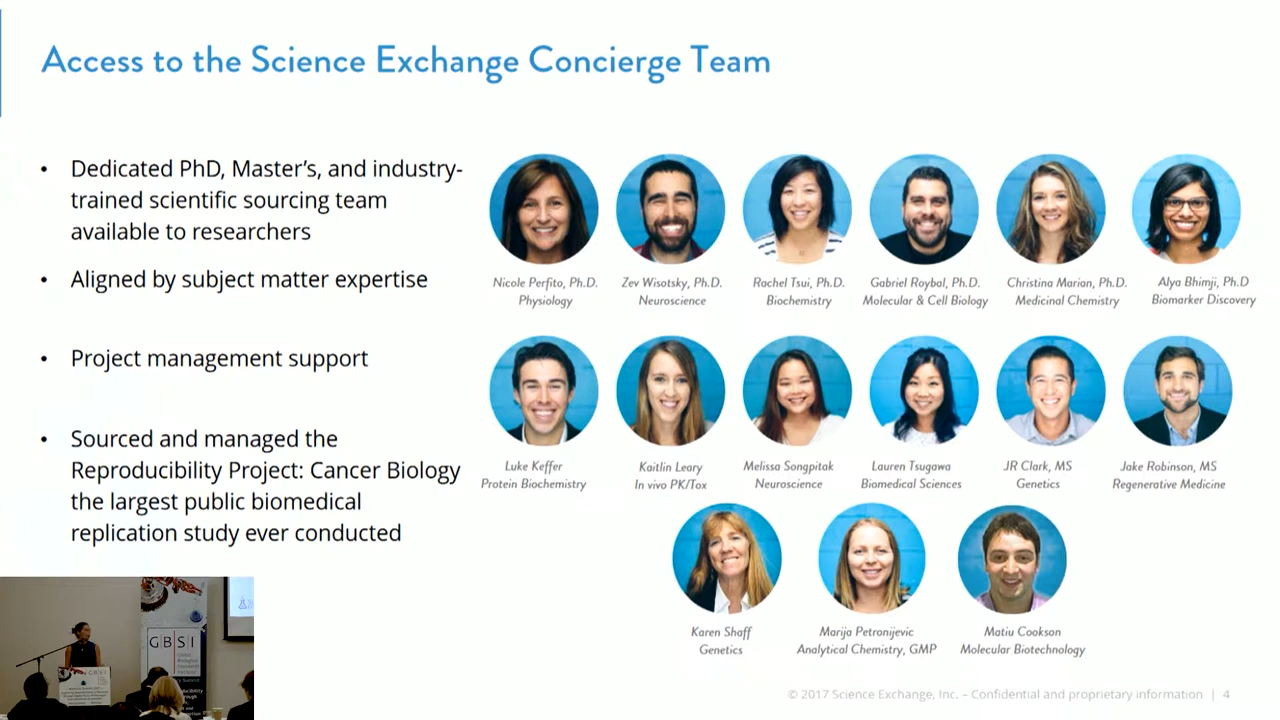 Access to the Science Exchange Concierge Team
• Dedicated PhD, Master's, and industry-
trained scientific sourcing team
available to researchers
• Aligned by subject matter expertise
• Project management support
• Sourced and managed the
Reproducibility Project: Cancer Biology
the largest public biomedical
replication study ever conducted
Nicole Perfito, Ph.D.
Physiology
Zev Wisotsky, Ph.D.
Neuroscience
Rachel Tsui, Ph.D.
Biochemistry
Gabriel Roybal, Ph.D.
Molecular & Cell Biology
Christina Marian, Ph.D.
Medicinal Chemistry
Alya Bhimji, Ph.D
Biomarker Discovery
Luke Keffer
Protein Biochemistry
Kaitlin Leary
In vivo PK/Tox
Melissa Songpitak
Neuroscience
Lauren Tsugawa
Biomedical Sciences
JR Clark, MS
Genetics
Jake Robinson, MS
Regenerative Medicine
Karen Shaff
Genetics
Marija Petronijevic
Analytical Chemistry, GMP
Matiu Cookson
Molecular Biotechnology
GBSI
GBSI
© 2017 Science Exchange, Inc. – Confidential and proprietary information | 4